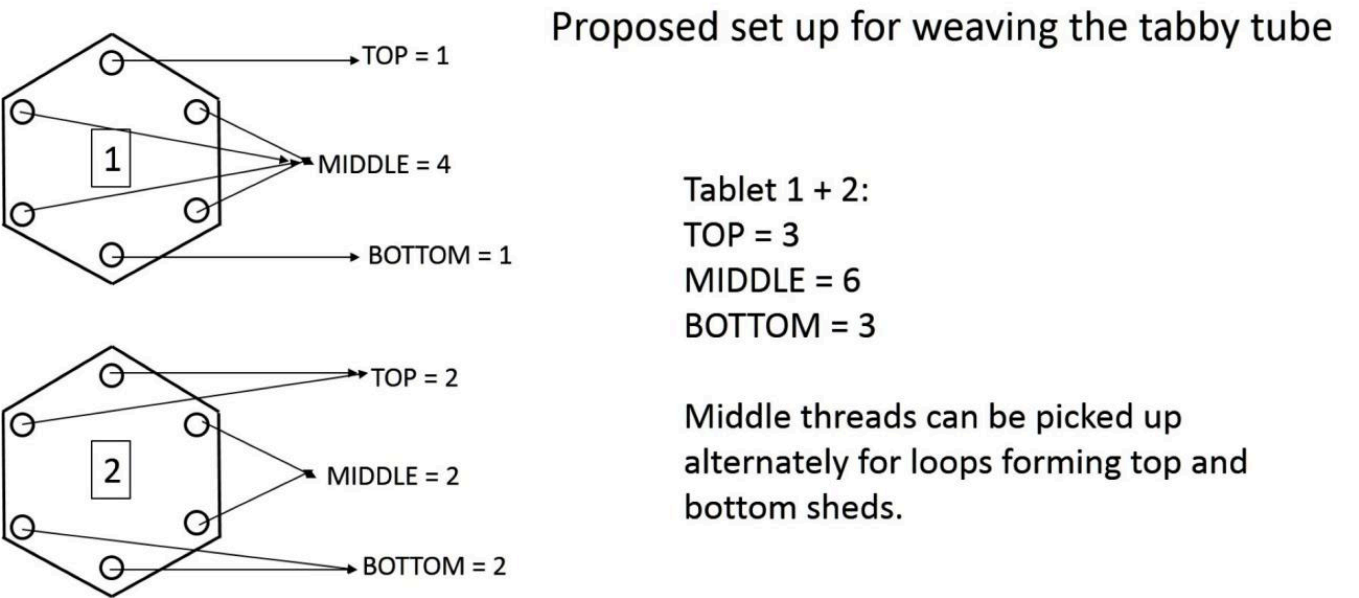 Proposed set up for weaving the tabby tube
TOP = 1
1
MIDDLE = 4
BOTTOM = 1
TOP = 2
2
MIDDLE = 2
BOTTOM = 2
Tablet 1 + 2:
TOP = 3
MIDDLE = 6
BOTTOM = 3
Middle threads can be picked up
alternately for loops forming top and
bottom sheds.